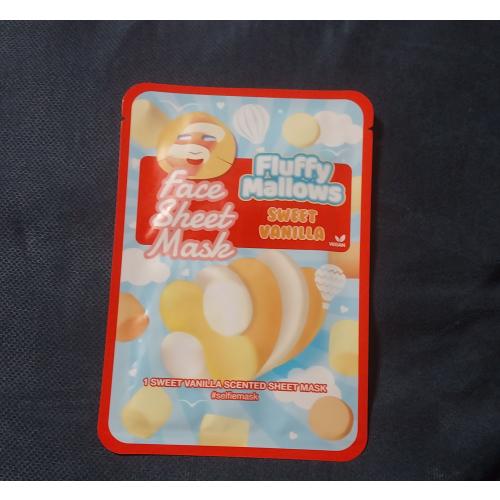 Fluffy
Mallows
SWEET
VANILLA
VEGAN
Face
Sheet
Mask
1 SWEET VANILLA SCENTED SHEET MASK
#selfiemask